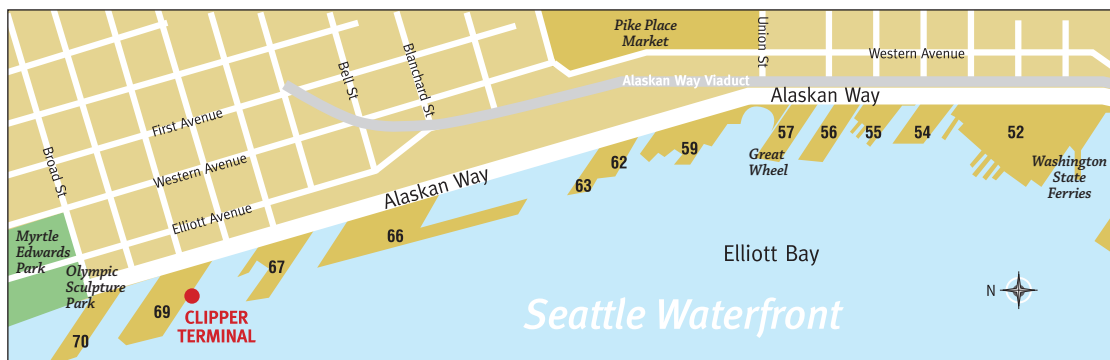 Pike Place
Market
Union St
Western Avenue
Blanchard St
Bell St
Alaskan Way Viaduct
Alaskan Way
First Avenue
57
56
55
54
52
59
62
63
Great
Wheel
Washington
State
Ferries
Broad St
Western Avenue
Alaskan Way
Elliott Avenue
66
Myrtle
Edwards
Park
Olympic
Sculpture
Park
67
Elliott Bay
N
69
CLIPPER
TERMINAL
70
Seattle Waterfront